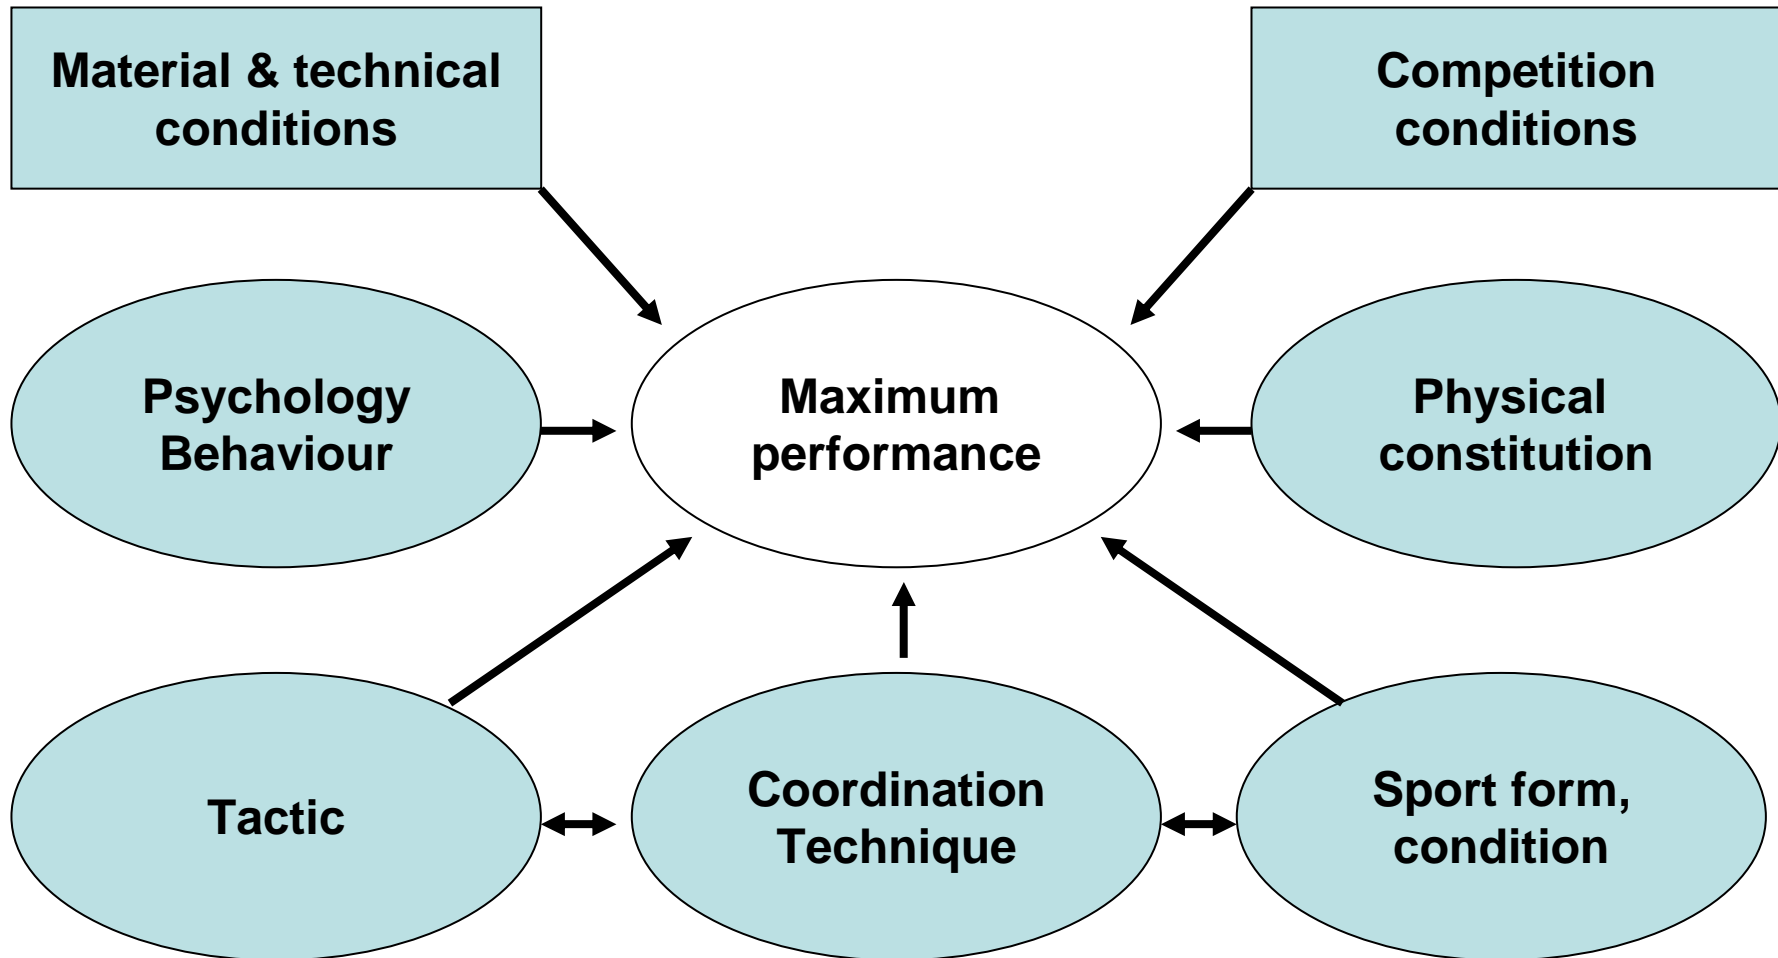 Material & technical
conditions
Competition
conditions
Psychology
Behaviour
Maximum
performance
Physical
constitution
Tactic
Coordination
Technique
Sport form,
condition